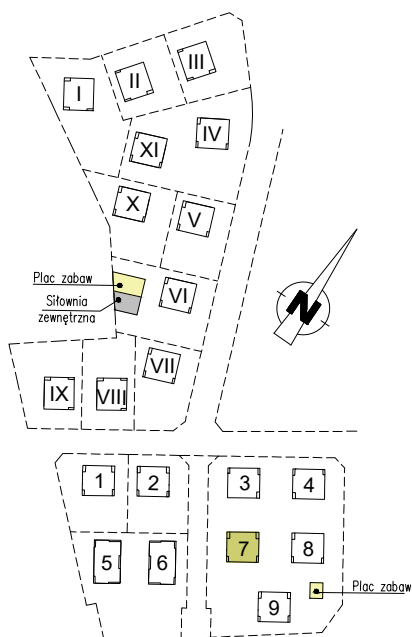 I
II
III
IV
XI
X
V
Plac zabaw
Siłownia
zewnętrzna
VI
N
VII
IX
VIII
1
2
3
4
5
6
7
8
9
Plac zabaw